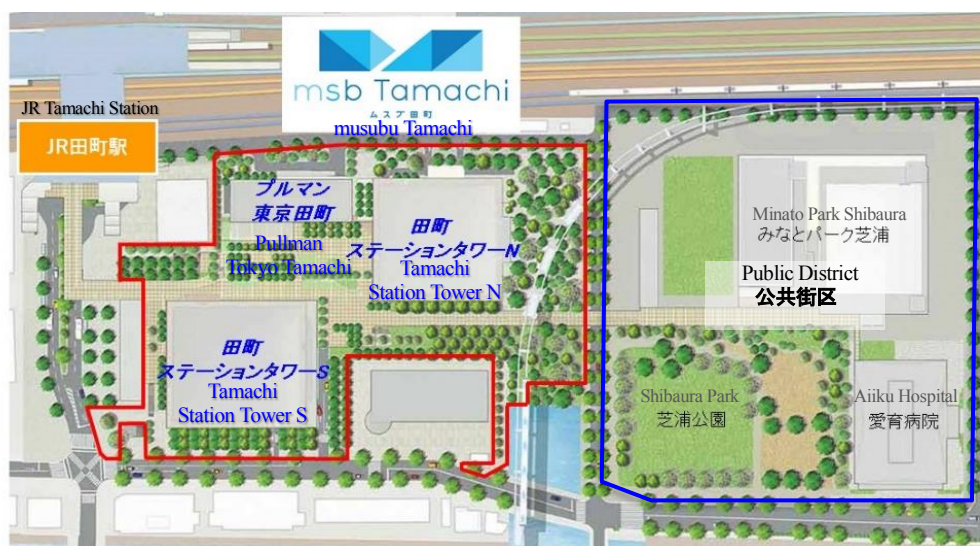 JR Tamachi Station
JR田町駅
msb Tamachi
ムスブ田町
musubu Tamachi
プルマン
東京田町
Pullman
Tokyo Tamachi
田町
ステーションタワーN
Tamachi
Station Tower N
田町
ステーションタワーS
Tamachi
Station Tower S
Minato Park Shibaura
みなとパーク芝浦
Public District
公共街区
Shibaura Park
芝浦公園
Aiiku Hospital
愛育病院